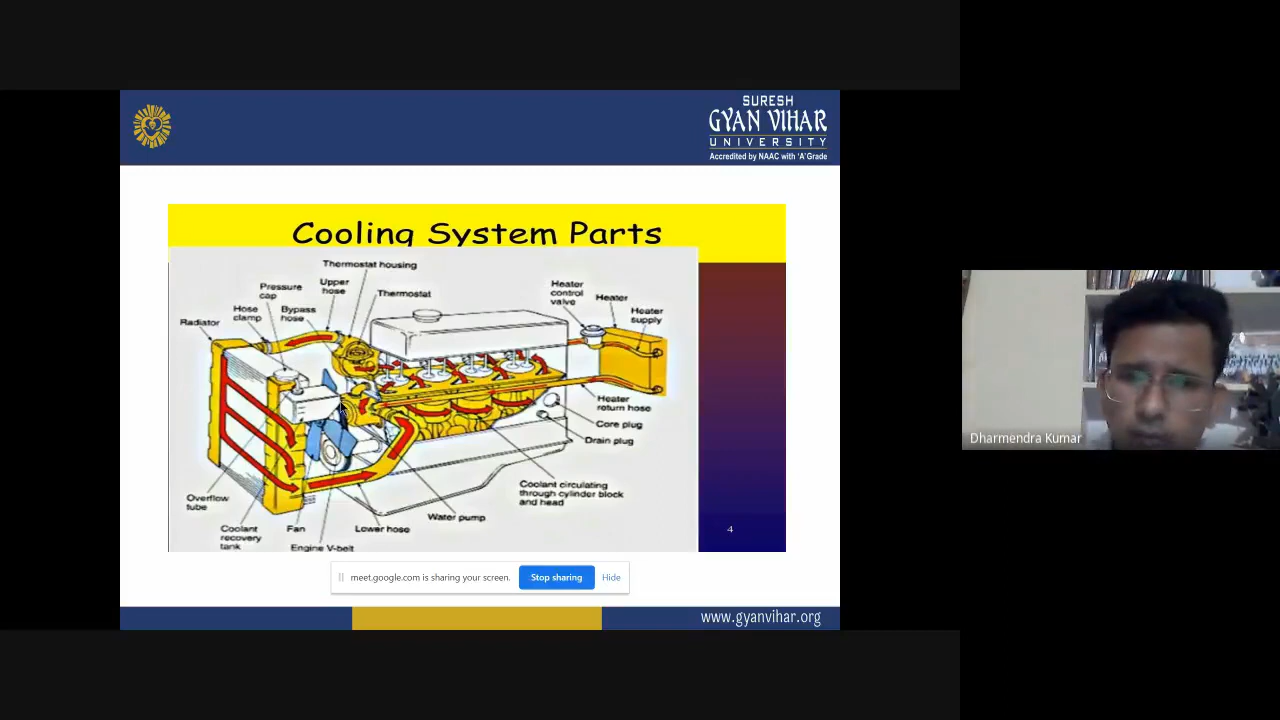 SURESH
GYAN VIHAR
UNIVERSITY
Accredited by NAAC with 'A' Grade
Cooling System Parts
Thermostat housing
Pressure
cap
Upper
hose
Thermostat
Hose
clamp
Bypass
hose
Radiator
Heater
control
valve
Heater
Heater
supply
Heater
return hose
Core plug
Drain plug
Coolant circulating
through cylinder block
and head
Overflow
tube
Coolant
recovery
tank
Fan
Engine V-belt
Lower hose
Water pump
4
meet.google.com is sharing your screen.
Stop sharing
Hide
www.gyanvihar.org
Dharmendra Kumar